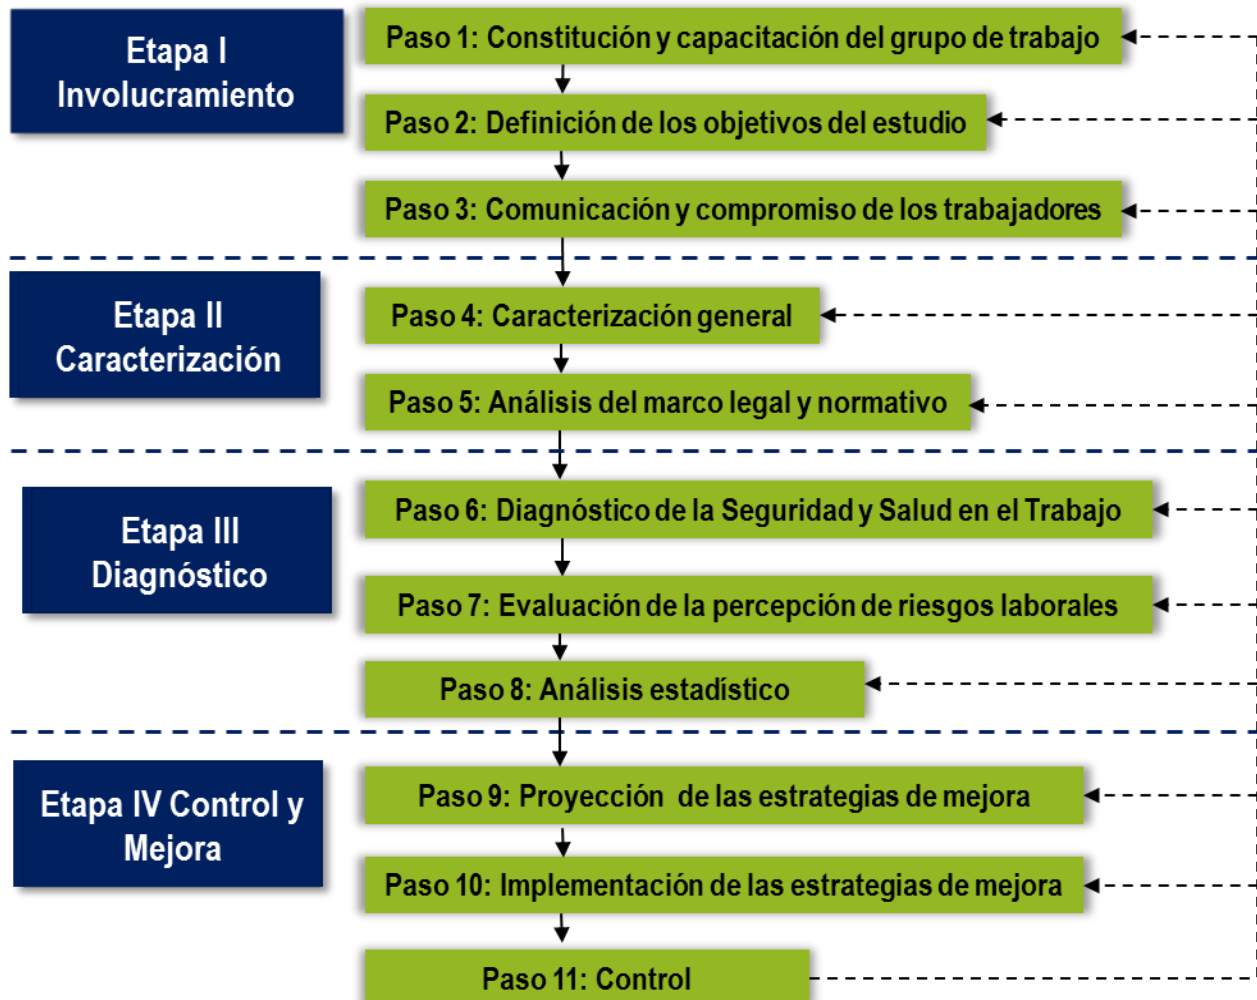 Etapa I
Involucramiento
Paso 1: Constitución y capacitación del grupo de trabajo
Paso 2: Definición de los objetivos del estudio
Paso 3: Comunicación y compromiso de los trabajadores
Etapa II
Caracterización
Paso 4: Caracterización general
Paso 5: Análisis del marco legal y normativo
Etapa III
Diagnóstico
Paso 6: Diagnóstico de la Seguridad y Salud en el Trabajo
Paso 7: Evaluación de la percepción de riesgos laborales
Paso 8: Análisis estadístico
Etapa IV Control y
Mejora
Paso 9: Proyección de las estrategias de mejora
Paso 10: Implementación de las estrategias de mejora
Paso 11: Control